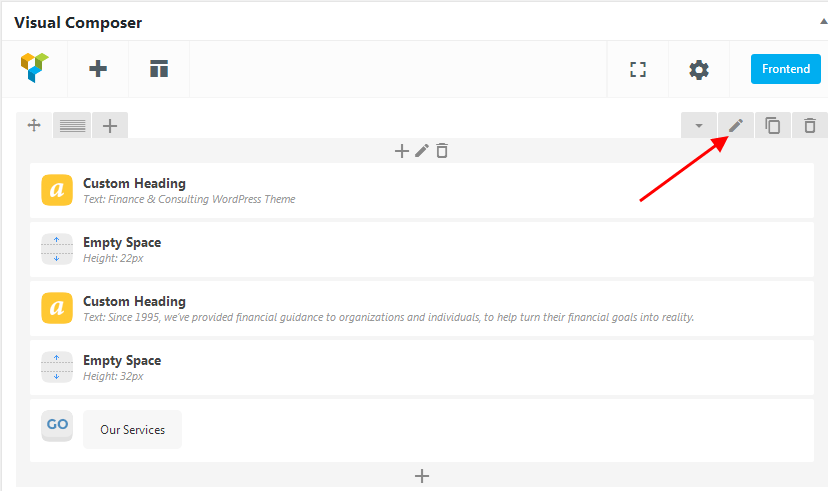 Visual Composer
Frontend
Custom Heading
Text: Finance & Consulting WordPress Theme
Empty Space
Height: 22px
Custom Heading
Text: Since 1995, we've provided financial guidance to organizations and individuals, to help turn their financial goals into reality.
Empty Space
Height: 32px
GO
Our Services